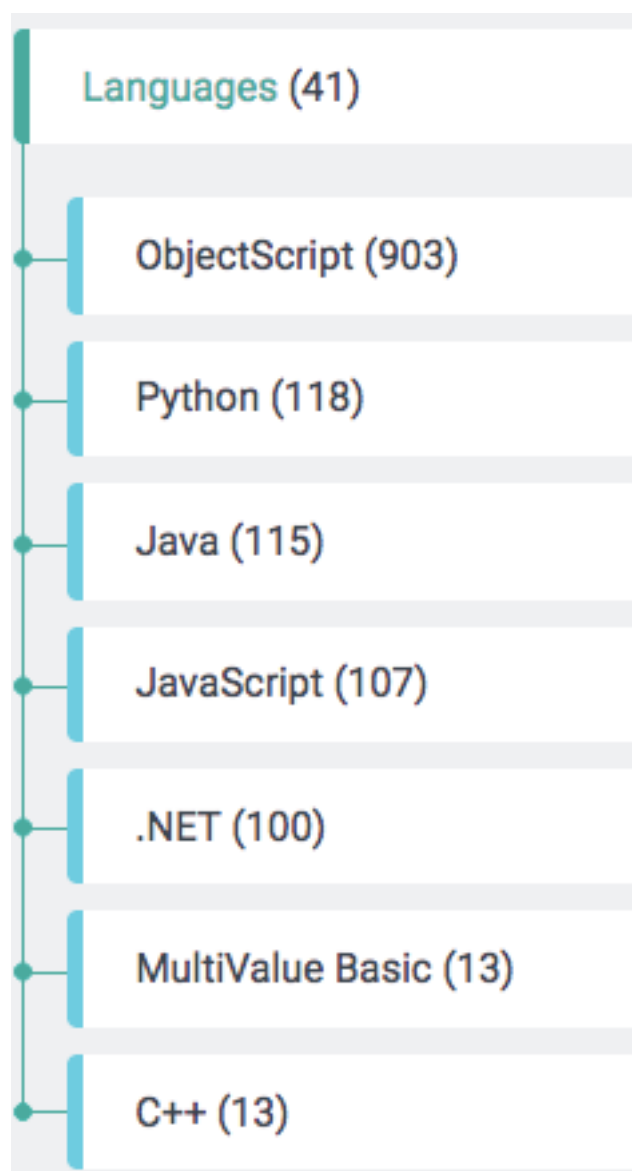 Languages (41)
ObjectScript (903)
Python (118)
Java (115)
JavaScript (107)
.NET (100)
MultiValue Basic (13)
C++ (13)